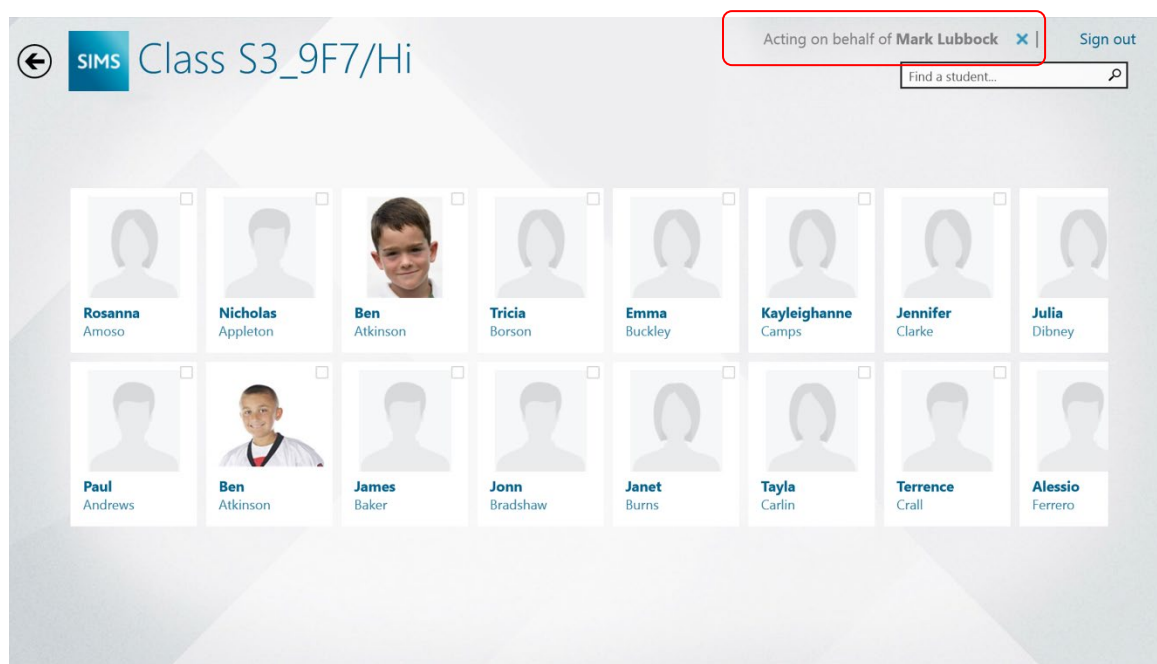 Acting on behalf of Mark Lubbock × | Sign out
SIMS Class S3_9F7/Hi
Find a student...
Rosanna Nicholas Ben Tricia Emma Kayleighanne Jennifer Julia
Amoso Appleton Atkinson Borson Buckley Camps Clarke Dibney
Paul Ben James Jonn Janet Tayla Terrence Alessio
Andrews Atkinson Baker Bradshaw Burns Carlin Crall Ferrero